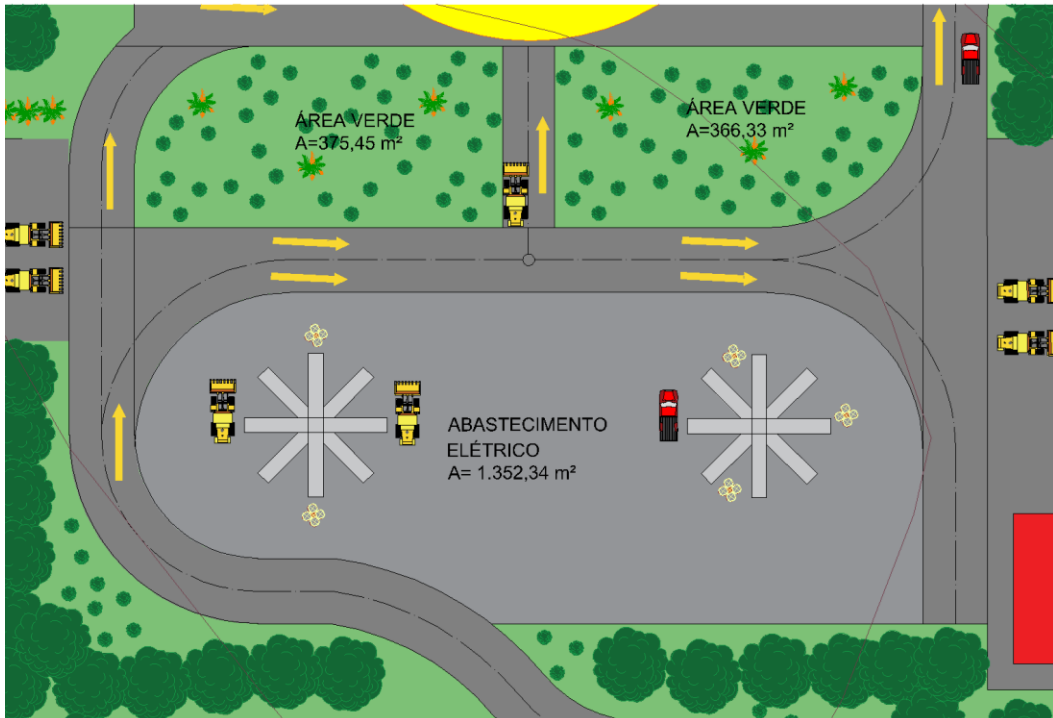 ÁREA VERDE
A=375,45 m²
ÁREA VERDE
A=366,33 m²
ABASTECIMENTO
ELÉTRICO
A= 1.352,34 m²